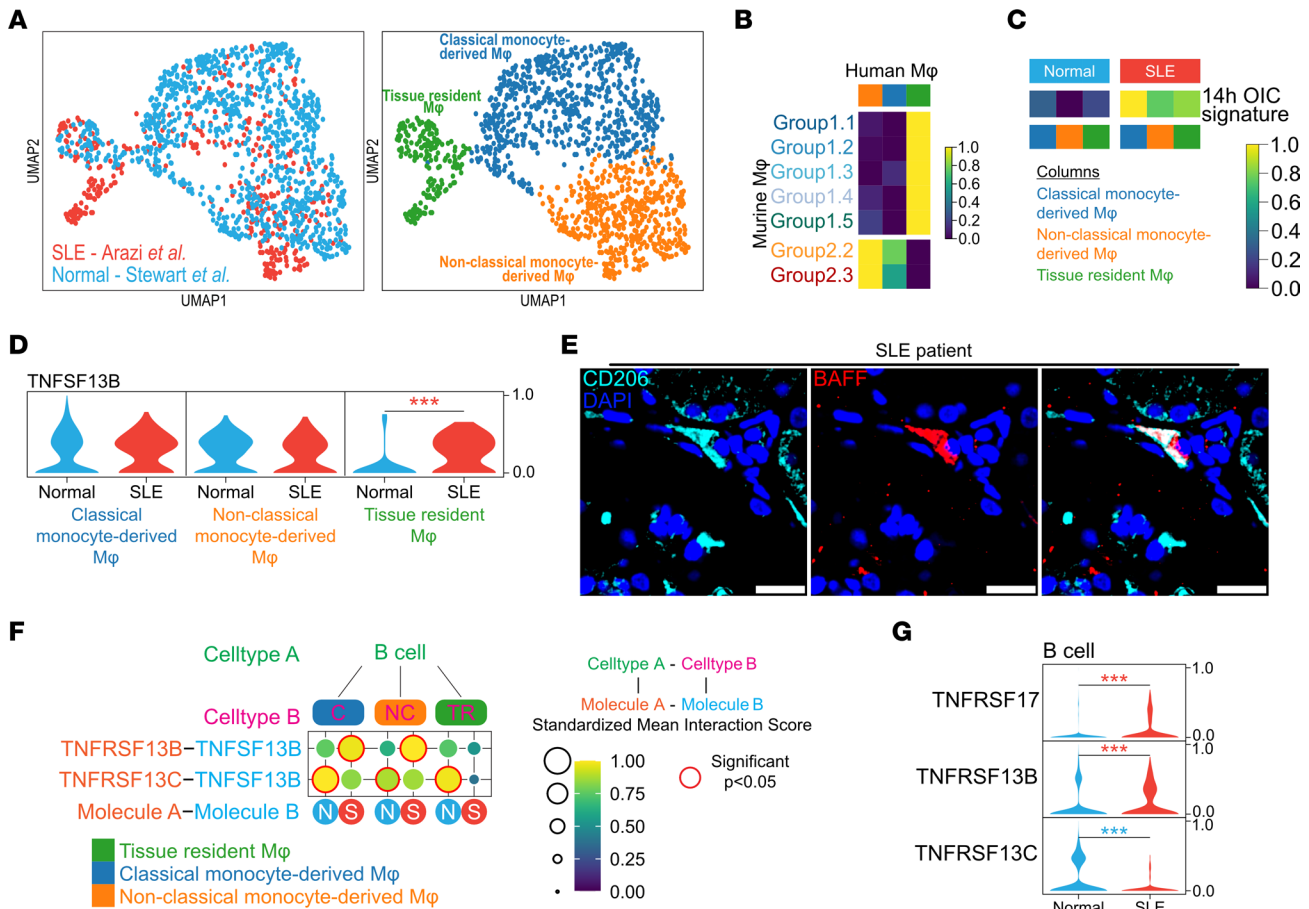 A
Classical monocyte-
derived Mφ
Tissue resident
Mφ
Non-classical monocyte-
derived Mφ
SLE - Arazi et al.
Normal - Stewart et al.
UMAP2
UMAP1
UMAP2
UMAP1
B
Human Mφ
Murine Mφ
Group1.1
Group1.2
Group1.3
Group1.4
Group1.5
Group2.2
Group2.3
1.0
0.8
0.6
0.4
0.2
0.0
C
Normal
SLE
14h OIC
signature
Columns
Classical monocyte-
derived Mφ
Non-classical monocyte-
derived Mφ
Tissue resident Mφ
1.0
0.8
0.6
0.4
0.2
0.0
D
TNFSF13B
***
1.0
0.0
Normal SLE Normal SLE Normal SLE
Classical
monocyte-derived
Mφ
Non-classical
monocyte-derived
Mφ
Tissue resident
Mφ
E
SLE patient
CD206
DAPI
BAFF
F
Celltype A
B cell
Celltype B
C NC TR
TNFRSF13B–TNFSF13B
TNFRSF13C–TNFSF13B
Molecule A–Molecule B
N S N S N S
Tissue resident Mφ
Classical monocyte-derived Mφ
Non-classical monocyte-derived Mφ
Celltype A - Celltype B
Molecule A - Molecule B
Standardized Mean Interaction Score
1.00
0.75
0.50
0.25
0.00
Significant
p<0.05
G
B cell
TNFRSF17
***
1.0
0.0
TNFRSF13B
***
1.0
0.0
TNFRSF13C
***
1.0
0.0
Normal SLE